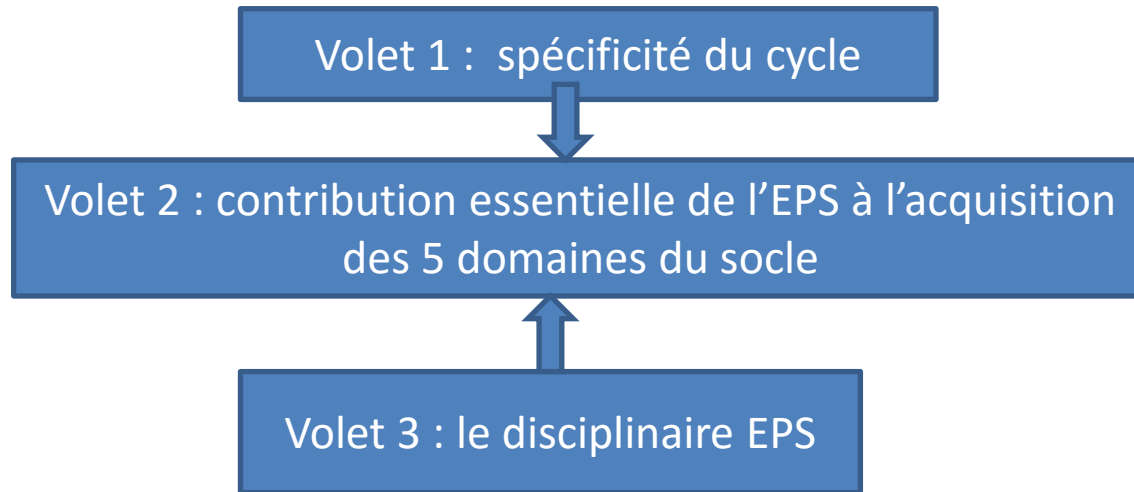 Volet 1 : spécificité du cycle
Volet 2 : contribution essentielle de l’EPS à l’acquisition
des 5 domaines du socle
Volet 3 : le disciplinaire EPS